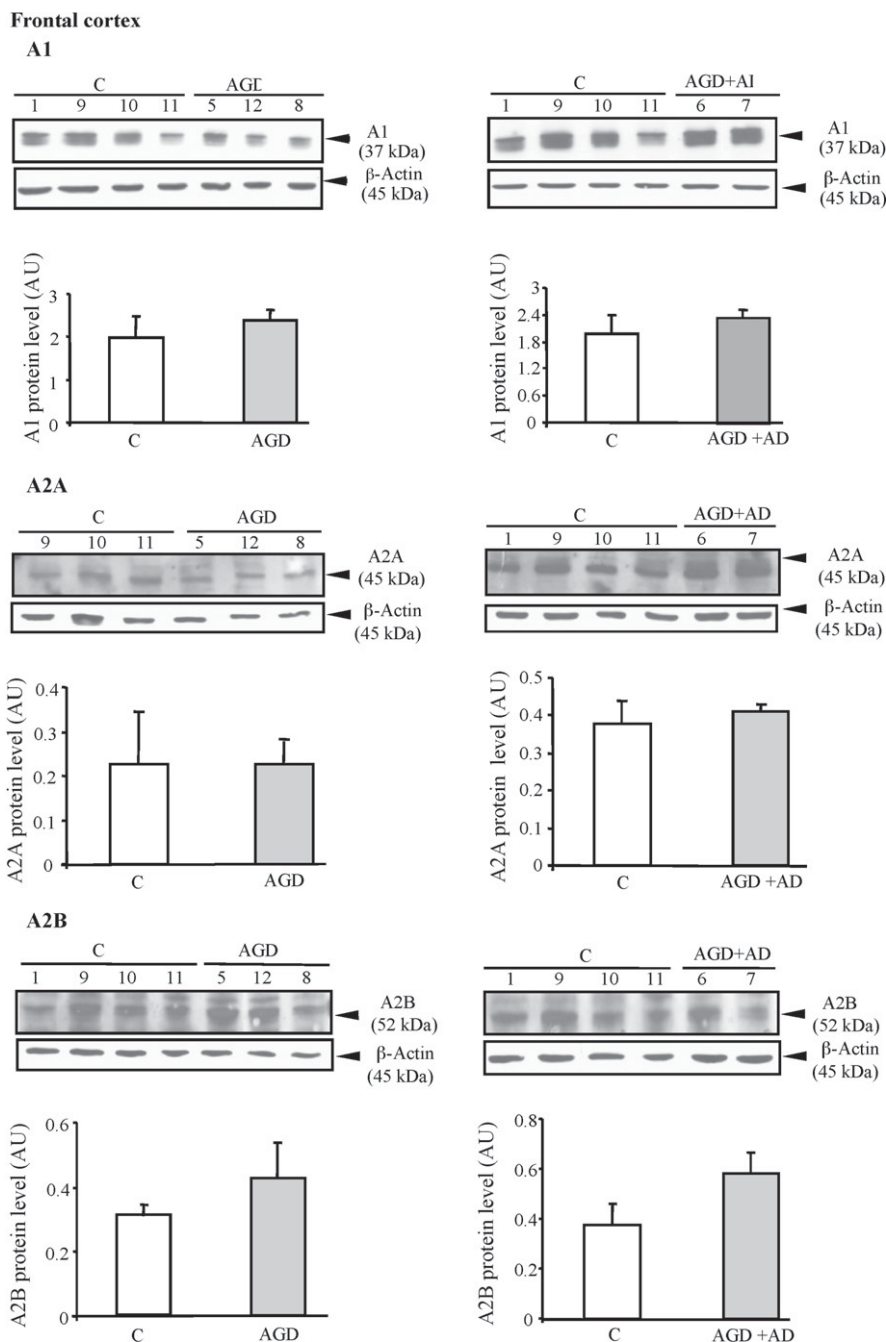 Frontal cortex
A1
C AGD
1 9 10 11 5 12 8
A1
(37 kDa)
β-Actin
(45 kDa)
C AGD+AI
1 9 10 11 6 7
A1
(37 kDa)
β-Actin
(45 kDa)
A1 protein level (AU)
3
2
1
0
C AGD
A1 protein level (AU)
3
2.4
1.8
1.2
0.6
0
C AGD +AD
A2A
C AGD
9 10 11 5 12 8
A2A
(45 kDa)
β-Actin
(45 kDa)
C AGD+AD
1 9 10 11 6 7
A2A
(45 kDa)
β-Actin
(45 kDa)
A2A protein level (AU)
0.4
0.3
0.2
0.1
0
C AGD
A2A protein level (AU)
0.5
0.4
0.3
0.2
0.1
0
C AGD +AD
A2B
C AGD
1 9 10 11 5 12 8
A2B
(52 kDa)
β-Actin
(45 kDa)
C AGD+AD
1 9 10 11 6 7
A2B
(52 kDa)
β-Actin
(45 kDa)
A2B protein level (AU)
0.6
0.4
0.2
0
C AGD
A2B protein level (AU)
0.8
0.6
0.4
0.2
0
C AGD +AD